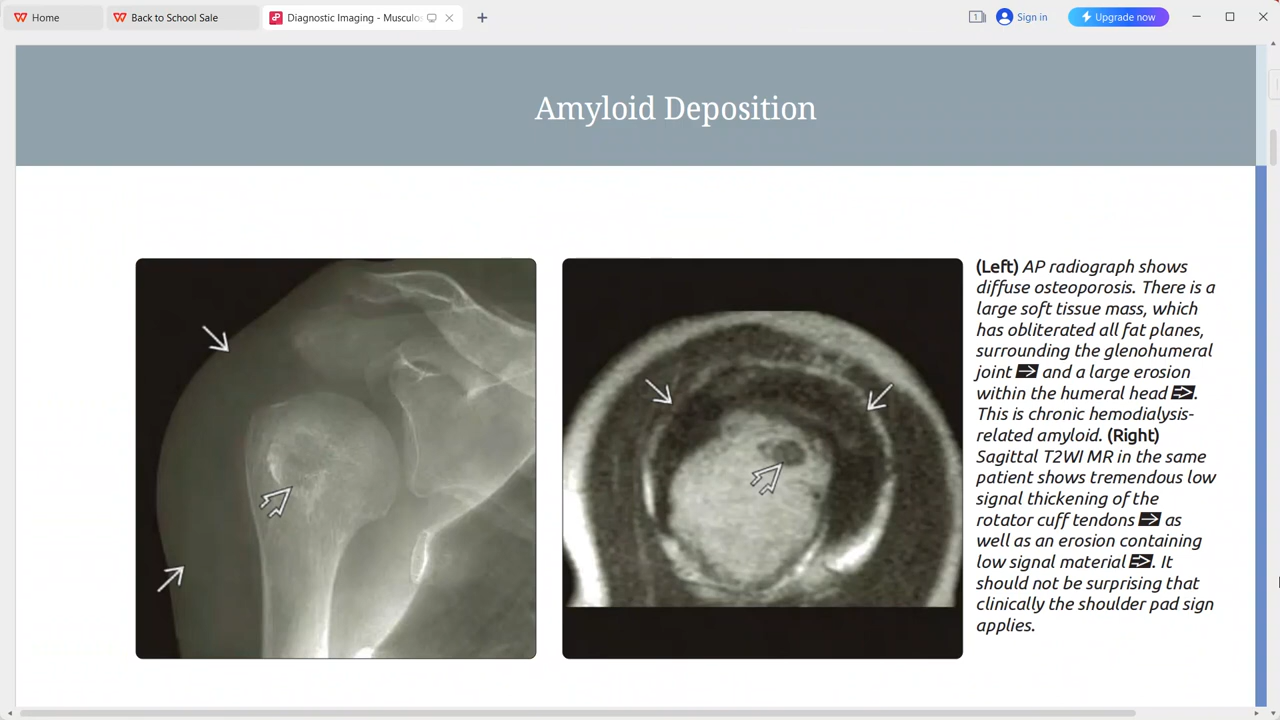 Home
Back to School Sale
Diagnostic Imaging - Musculo
1
Sign in
Upgrade now
Amyloid Deposition
(Left) AP radiograph shows
diffuse osteoporosis. There is a
large soft tissue mass, which
has obliterated all fat planes,
surrounding the glenohumeral
joint ➡ and a large erosion
within the humeral head ➡.
This is chronic hemodialysis-
related amyloid. (Right)
Sagittal T2WI MR in the same
patient shows tremendous low
signal thickening of the
rotator cuff tendons ➡ as
well as an erosion containing
low signal material ➡. It
should not be surprising that
clinically the shoulder pad sign
applies.